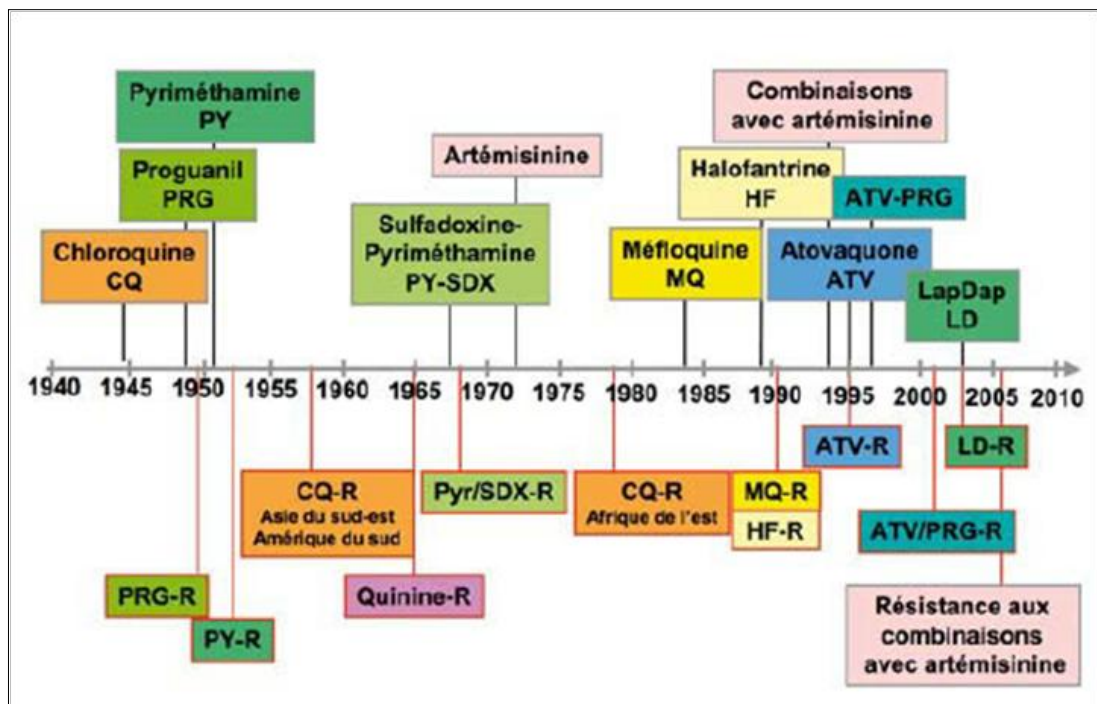 Pyriméthamine
PY
Combinaisons
avec artémisinine
Artémisinine
Proguanil
PRG
Halofantrine
HF
ATV-PRG
Sulfadoxine-
Pyriméthamine
PY-SDX
Chloroquine
CQ
Méfloquine
MQ
Atovaquone
ATV
LapDap
LD
1940 1945 1950 1955 1960 1965 1970 1975 1980 1985 1990 1995 2000 2005 2010
ATV-R
LD-R
CQ-R
Asie du sud-est
Amérique du sud
Pyr/SDX-R
CQ-R
Afrique de l'est
MQ-R
HF-R
ATV/PRG-R
PRG-R
Quinine-R
PY-R
Résistance aux
combinaisons
avec artémisinine